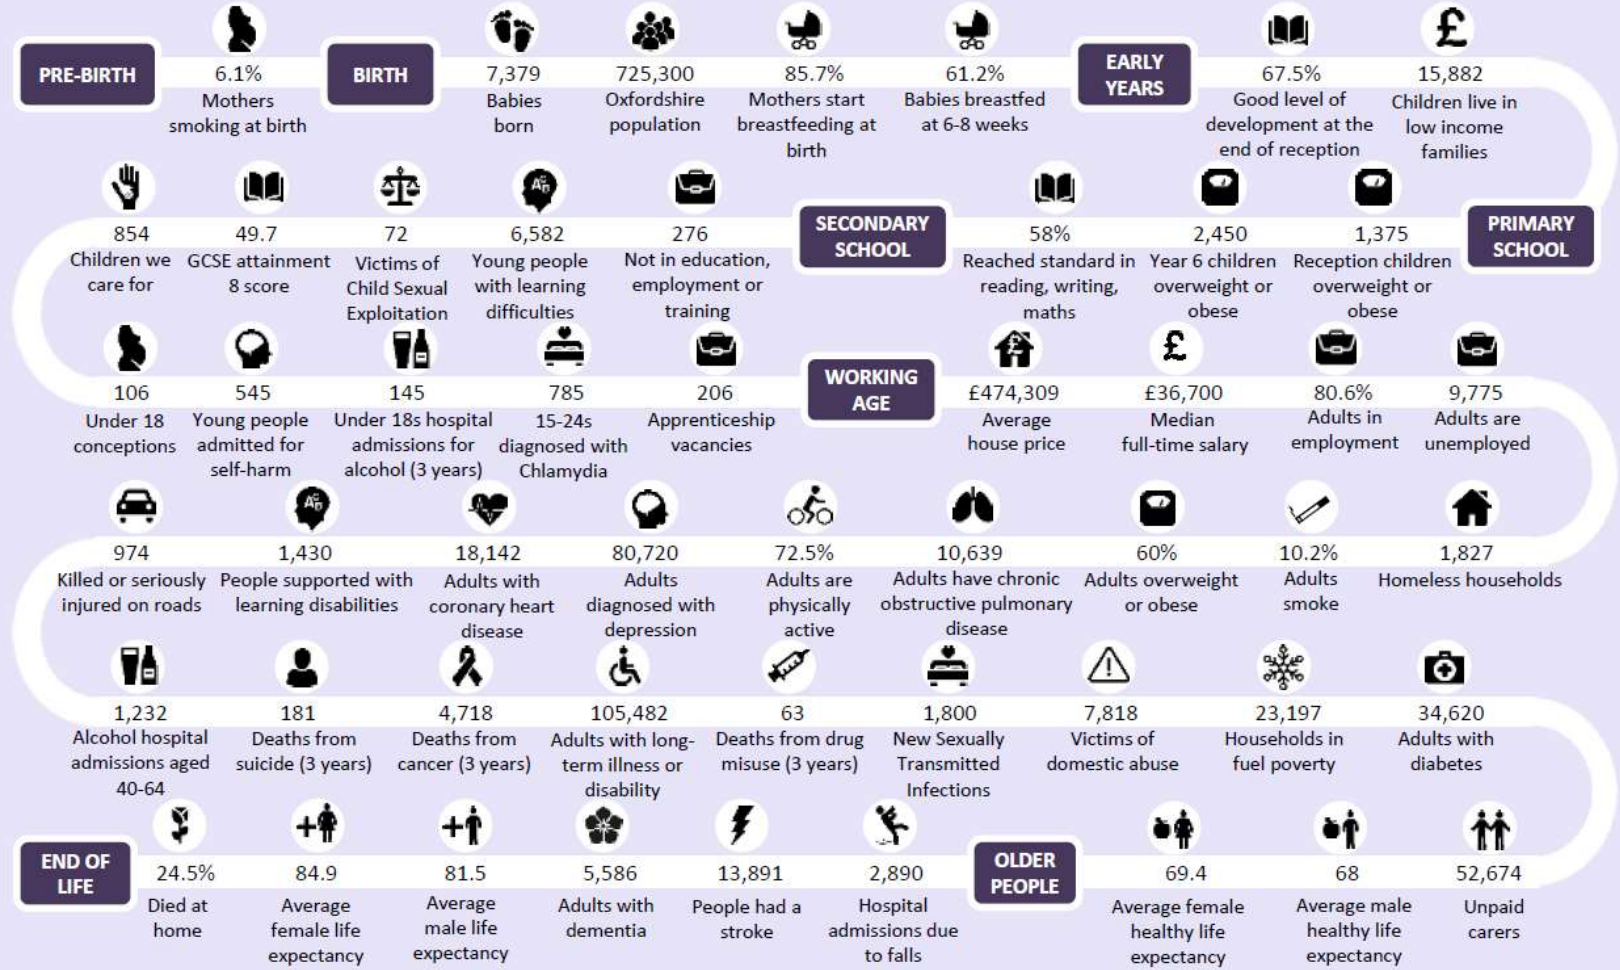 PRE-BIRTH
6.1%
Mothers
smoking at birth
BIRTH
7,379
Babies
born
725,300
Oxfordshire
population
85.7%
Mothers start
breastfeeding at
birth
61.2%
Babies breastfed
at 6-8 weeks
EARLY
YEARS
67.5%
Good level of
development at the
end of reception
15,882
Children live in
low income
families
PRIMARY
SCHOOL
1,375
Reception children
overweight or
obese
2,450
Year 6 children
overweight or
obese
58%
Reached standard in
reading, writing,
maths
SECONDARY
SCHOOL
276
Not in education,
employment or
training
6,582
Young people
with learning
difficulties
72
Victims of
Child Sexual
Exploitation
49.7
GCSE attainment
8 score
854
Children we
care for
106
Under 18
conceptions
545
Young people
admitted for
self-harm
145
Under 18s hospital
admissions for
alcohol (3 years)
785
15-24s
diagnosed with
Chlamydia
206
Apprenticeship
vacancies
WORKING
AGE
£474,309
Average
house price
£36,700
Median
full-time salary
80.6%
Adults in
employment
9,775
Adults are
unemployed
1,827
Homeless households
10.2%
Adults
smoke
60%
Adults overweight
or obese
10,639
Adults have chronic
obstructive pulmonary
disease
72.5%
Adults are
physically
active
80,720
Adults
diagnosed with
depression
18,142
Adults with
coronary heart
disease
1,430
People supported with
learning disabilities
974
Killed or seriously
injured on roads
1,232
Alcohol hospital
admissions aged
40-64
181
Deaths from
suicide (3 years)
4,718
Deaths from
cancer (3 years)
105,482
Adults with long-
term illness or
disability
63
Deaths from drug
misuse (3 years)
1,800
New Sexually
Transmitted
Infections
7,818
Victims of
domestic abuse
23,197
Households in
fuel poverty
34,620
Adults with
diabetes
52,674
Unpaid
carers
68
Average male
healthy life
expectancy
69.4
Average female
healthy life
expectancy
OLDER
PEOPLE
2,890
Hospital
admissions due
to falls
13,891
People had a
stroke
5,586
Adults with
dementia
81.5
Average
male life
expectancy
84.9
Average
female life
expectancy
24.5%
Died at
home
END OF
LIFE